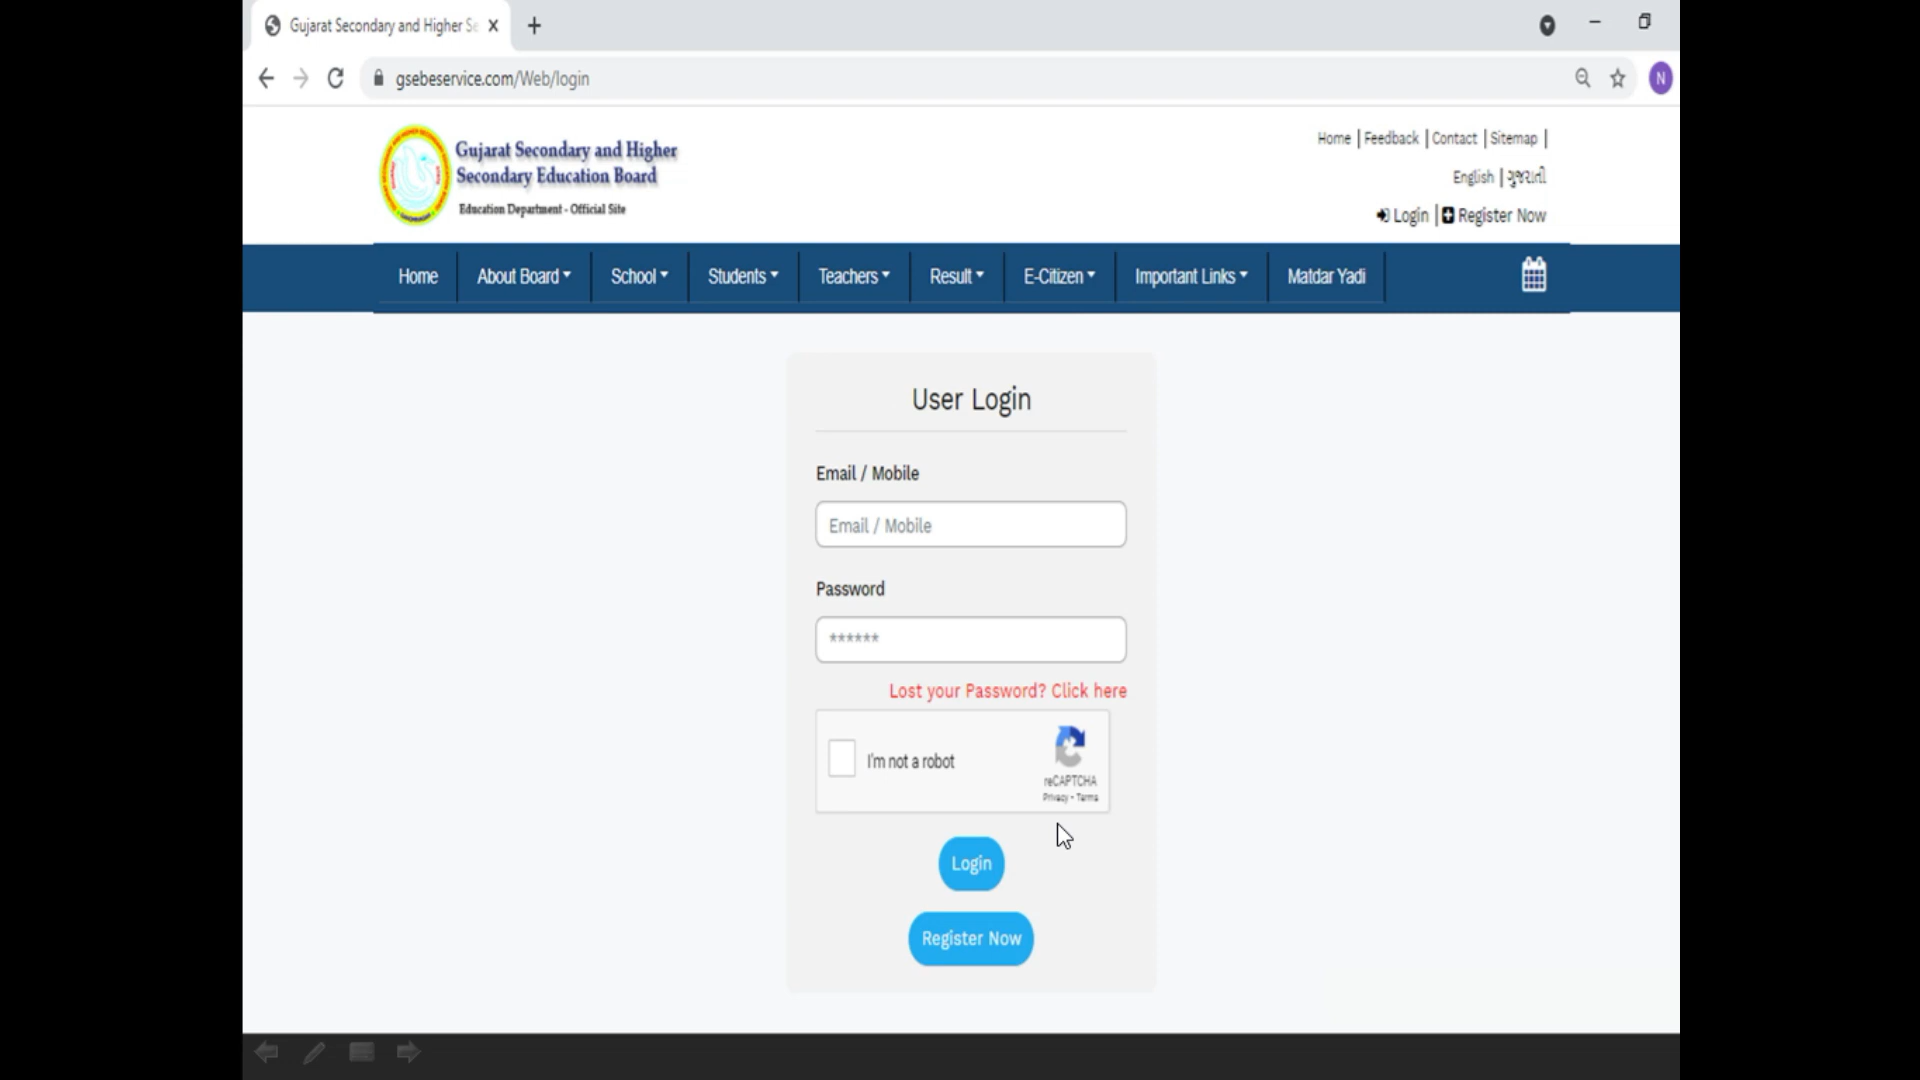 Gujarat Secondary and Higher Se
gsebeservice.com/Web/login
N
Gujarat Secondary and Higher
Secondary Education Board
Education Department - Official Site
Home | Feedback | Contact | Sitemap |
English | ગુજરાતી
Login | Register Now
Home
About Board
School
Students
Teachers
Result
E-Citizen
Important Links
Matdar Yadi
User Login
Email / Mobile
Email / Mobile
Password
******
Lost your Password? Click here
I'm not a robot
reCAPTCHA
Privacy - Terms
Login
Register Now